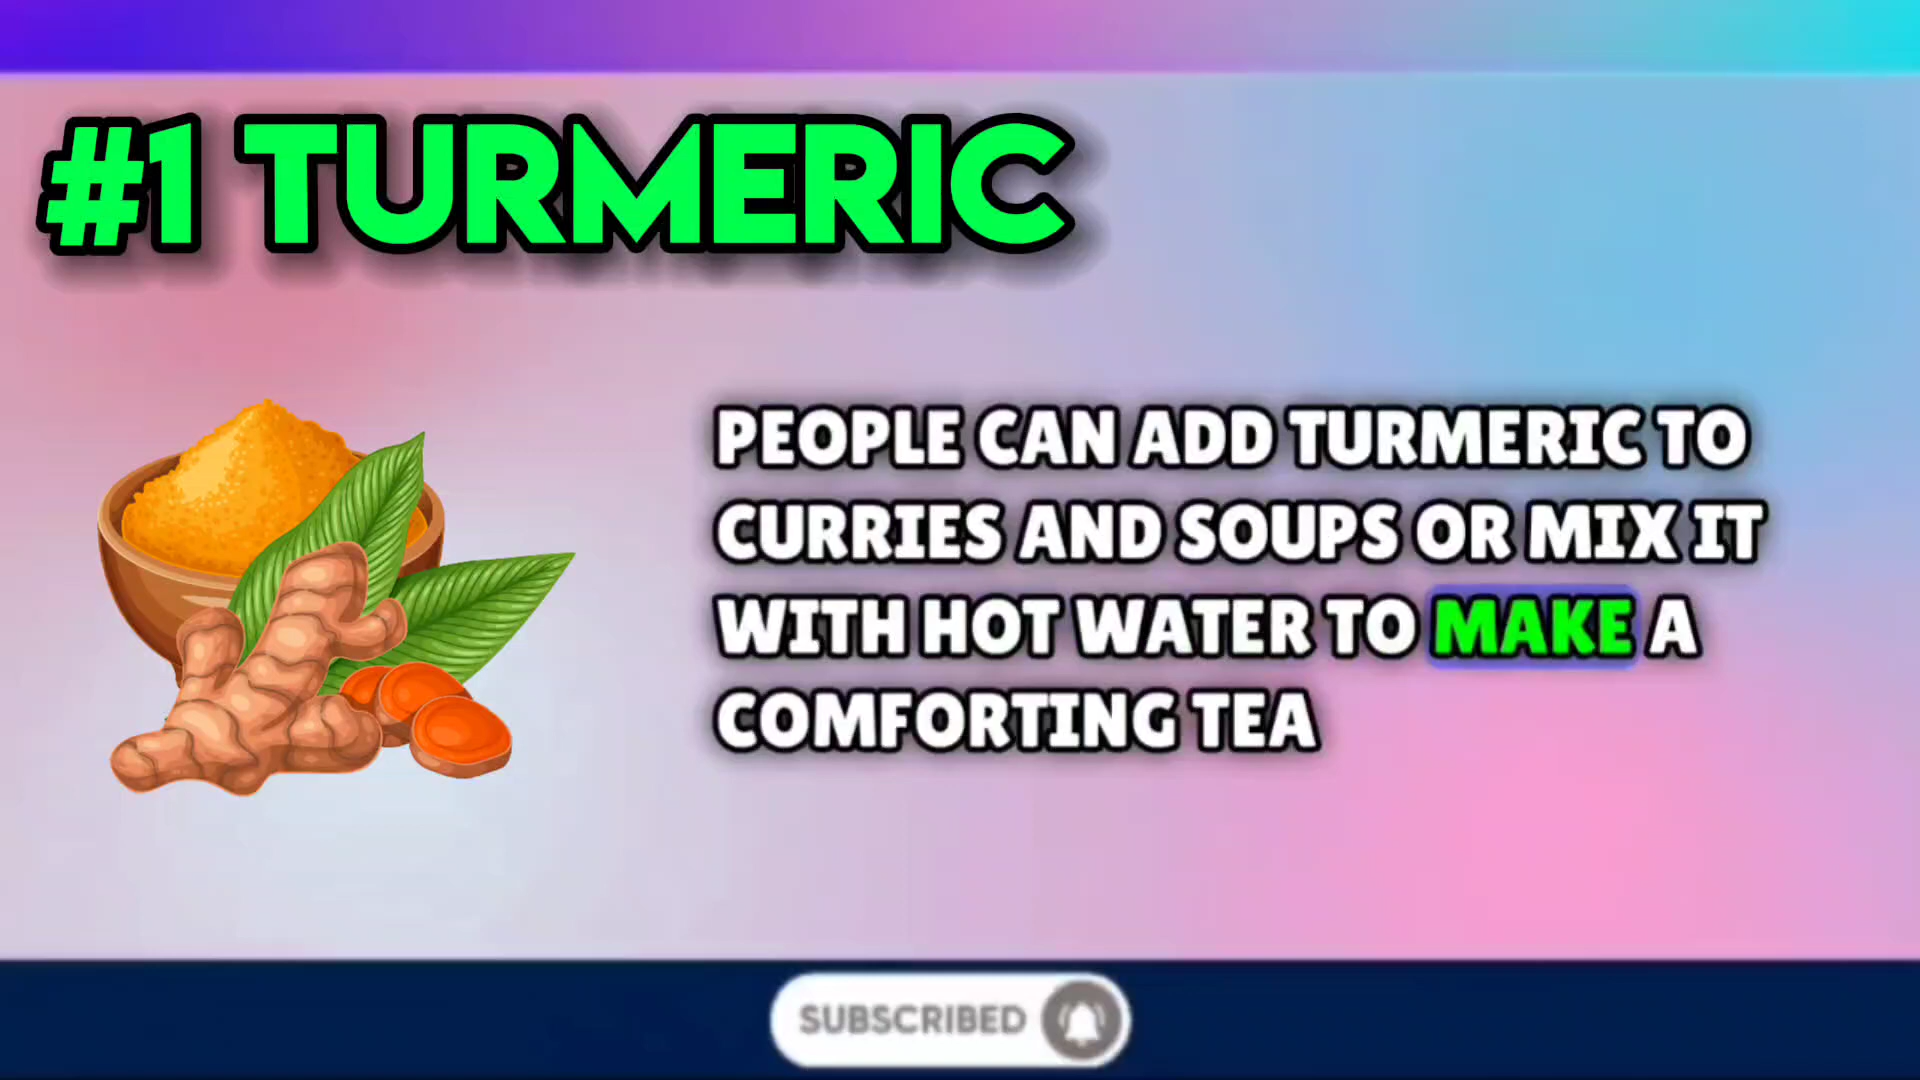 #1 TURMERIC
PEOPLE CAN ADD TURMERIC TO
CURRIES AND SOUPS OR MIX IT
WITH HOT WATER TO MAKE A
COMFORTING TEA
SUBSCRIBED